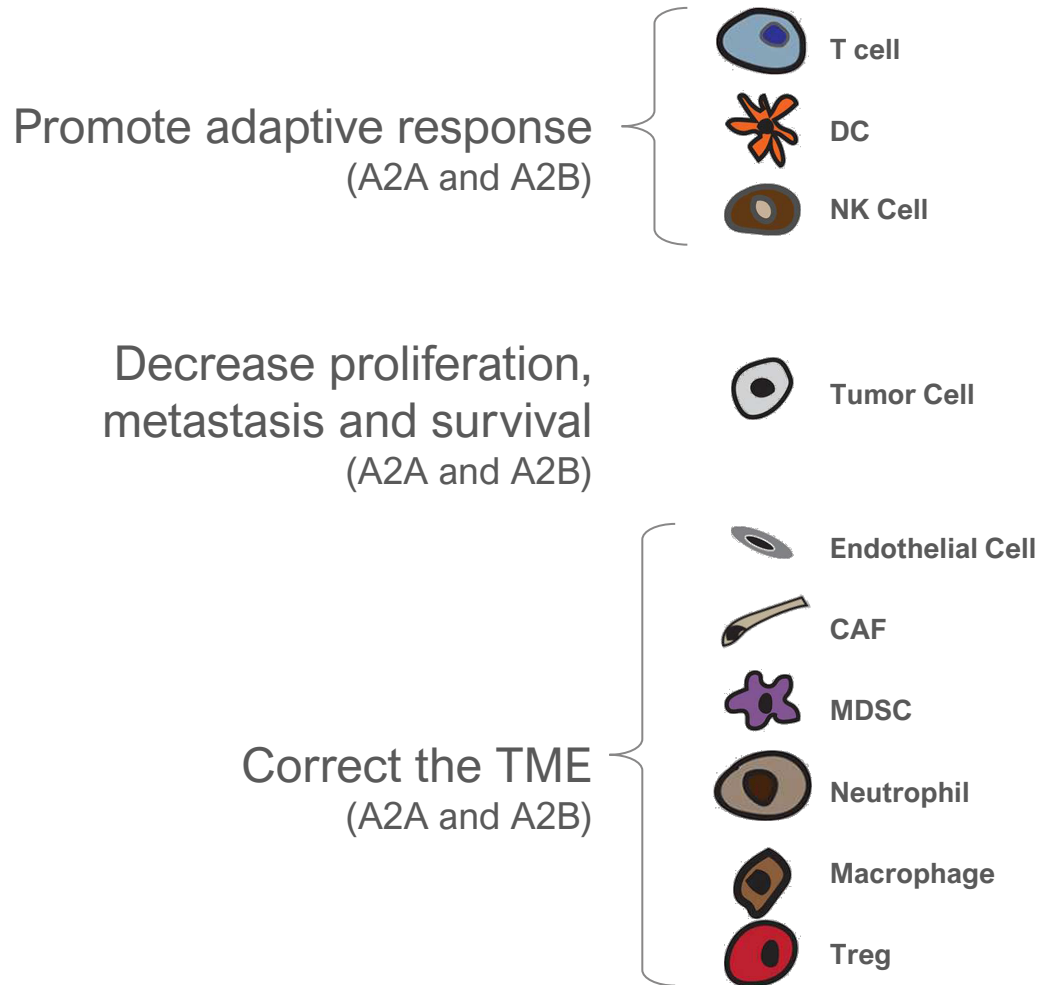 Promote adaptive response
(A2A and A2B)
T cell
DC
NK Cell
Decrease proliferation,
metastasis and survival
(A2A and A2B)
Tumor Cell
Correct the TME
(A2A and A2B)
Endothelial Cell
CAF
MDSC
Neutrophil
Macrophage
Treg